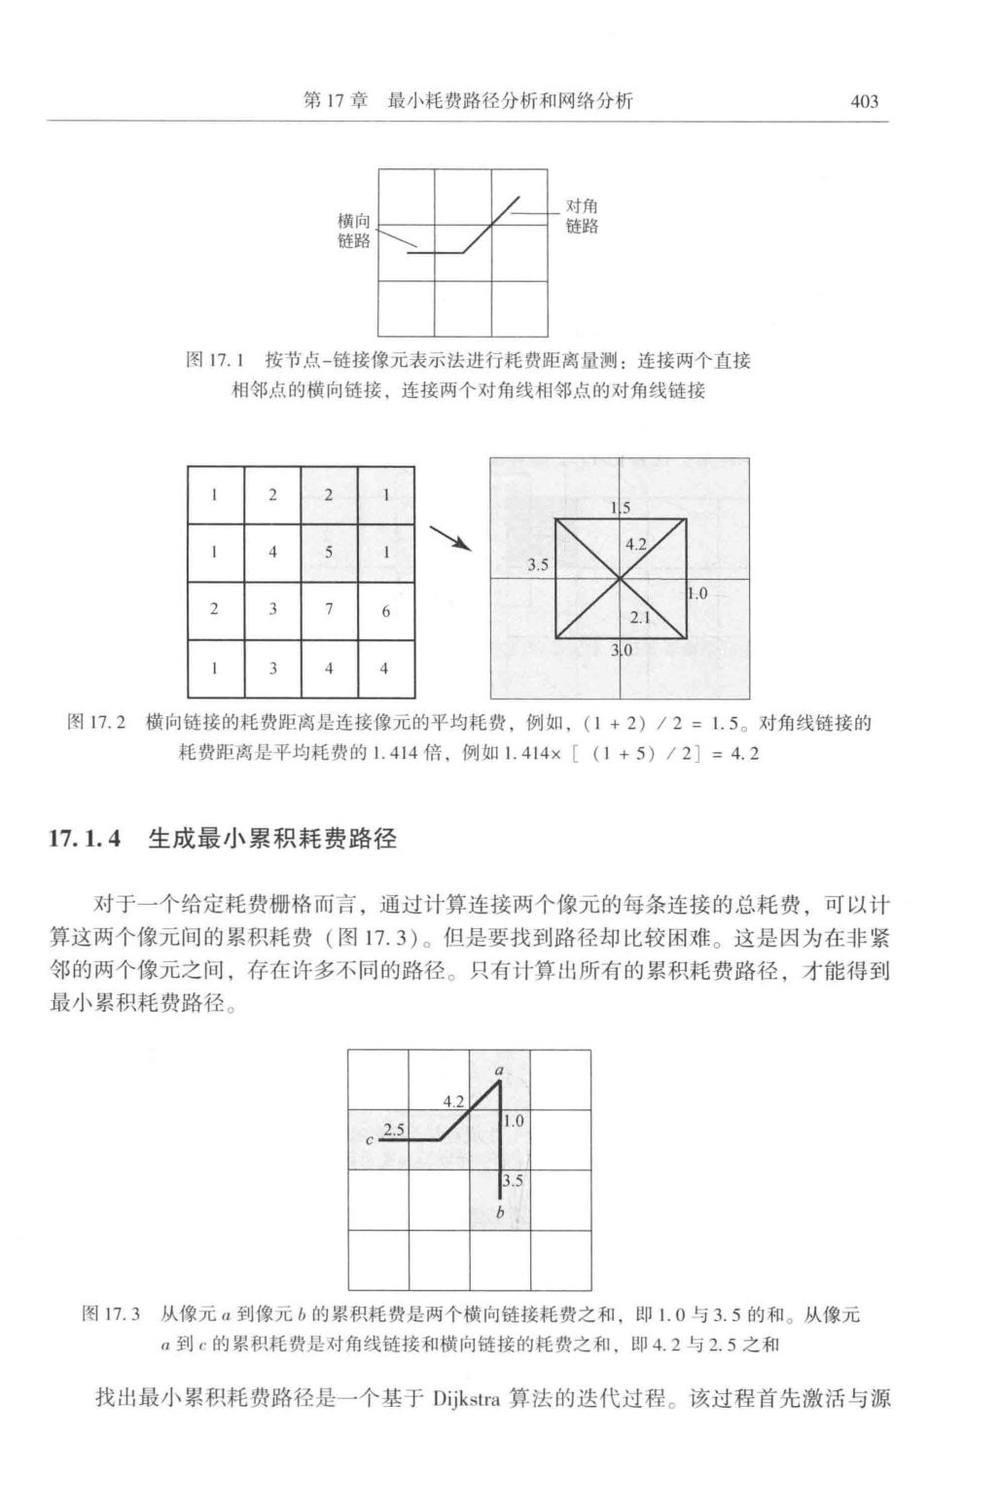 第 17 章 最小耗费路径分析和网络分析 403
横向
链路
对角
链路
图 17.1 按节点-链接像元表示法进行耗费距离量测：连接两个直接
相邻点的横向链接，连接两个对角线相邻点的对角线链接
1 2 2 1
1 4 5 1
2 3 7 6
1 3 4 4
1.5
4.2
3.5
1.0
2.1
3.0
图 17.2 横向链接的耗费距离是连接像元的平均耗费，例如，（1 + 2）/ 2 = 1.5。对角线链接的
耗费距离是平均耗费的 1.414 倍，例如 1.414×［（1 + 5）/ 2］= 4.2
17.1.4 生成最小累积耗费路径
对于一个给定耗费栅格而言，通过计算连接两个像元的每条连接的总耗费，可以计
算这两个像元间的累积耗费（图 17.3）。但是要找到路径却比较困难。这是因为在非紧
邻的两个像元之间，存在许多不同的路径。只有计算出所有的累积耗费路径，才能得到
最小累积耗费路径。
a
4.2
1.0
c 2.5
3.5
b
图 17.3 从像元 a 到像元 b 的累积耗费是两个横向链接耗费之和，即 1.0 与 3.5 的和。从像元
a 到 c 的累积耗费是对角线链接和横向链接的耗费之和，即 4.2 与 2.5 之和
找出最小累积耗费路径是一个基于 Dijkstra 算法的迭代过程。该过程首先激活与源